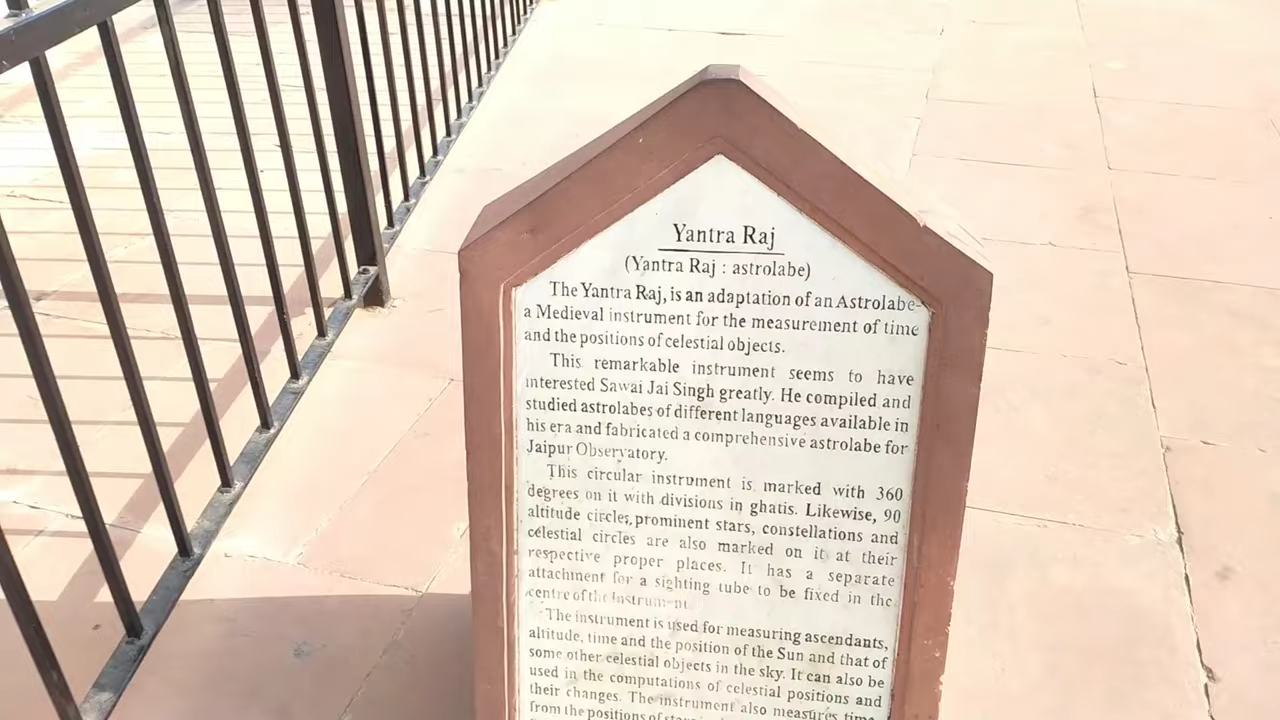 Yantra Raj
(Yantra Raj : astrolabe)
The Yantra Raj, is an adaptation of an Astrolabe-
a Medieval instrument for the measurement of time
and the positions of celestial objects.
This remarkable instrument seems to have
interested Sawai Jai Singh greatly. He compiled and
studied astrolabes of different languages available in
his era and fabricated a comprehensive astrolabe for
Jaipur Observatory.
This circular instrument is marked with 360
degrees on it with divisions in ghatis. Likewise, 90
altitude circles, prominent stars, constellations and
celestial circles are also marked on it at their
respective proper places. It has a separate
attachment for a sighting tube to be fixed in the
centre of the Instrument
The instrument is used for measuring ascendants,
altitude, time and the position of the Sun and that of
some other celestial objects in the sky. It can also be
used in the computations of celestial positions and
their changes. The instrument also measures time
from the positions of